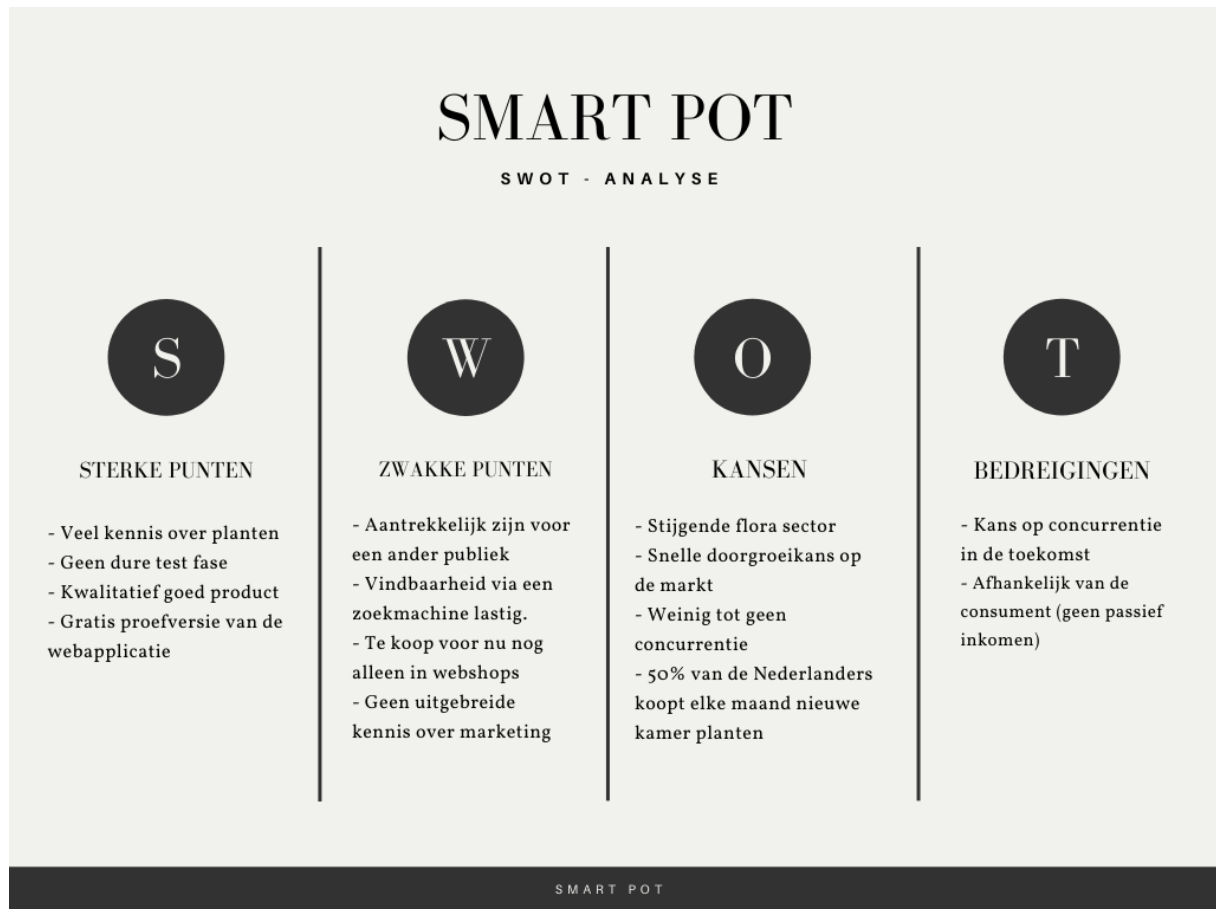 SMART POT
SWOT - ANALYSE
S
STERKE PUNTEN
- Veel kennis over planten
- Geen dure test fase
- Kwalitatief goed product
- Gratis proefversie van de
webapplicatie
W
ZWAKKE PUNTEN
- Aantrekkelijk zijn voor
een ander publiek
- Vindbaarheid via een
zoekmachine lastig.
- Te koop voor nu nog
alleen in webshops
- Geen uitgebreide
kennis over marketing
O
KANSEN
- Stijgende flora sector
- Snelle doorgroeikans op
de markt
- Weinig tot geen
concurrentie
- 50% van de Nederlanders
koopt elke maand nieuwe
kamer planten
T
BEDREIGINGEN
- Kans op concurrentie
in de toekomst
- Afhankelijk van de
consument (geen passief
inkomen)
SMART POT